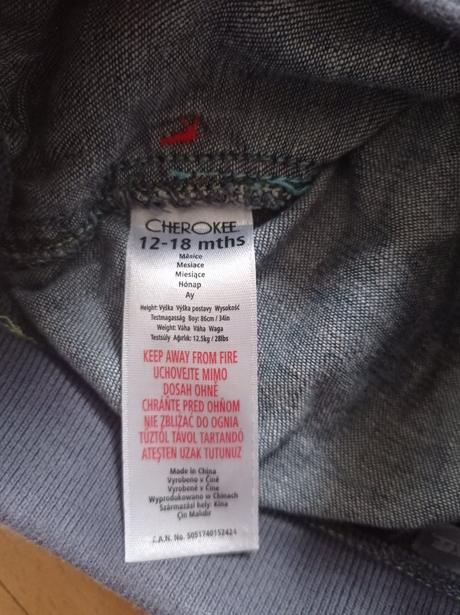 CHEROKEE
12-18 mths
Měsíce
Mesiace
Miesiące
Hónap
Ay
Height: Výška Výška postavy Wysokość
Testmagasság Boy: 86cm / 34in
Weight: Váha Váha Waga
Testsúly Ağırlık: 12.5kg / 28lbs
KEEP AWAY FROM FIRE
UCHOVEJTE MIMO
DOSAH OHNĚ
CHRÁŇTE PRED OHŇOM
NIE ZBLIŻAĆ DO OGNIA
TŰZTŐL TÁVOL TARTANDÓ
ATEŞTEN UZAK TUTUNUZ
Made in China
Vyrobeno v Číně
Vyrobené v Číne
Wyprodukowano w Chinach
Származási hely: Kína
Çin Malıdır
C.A.N. No. 5051740152424